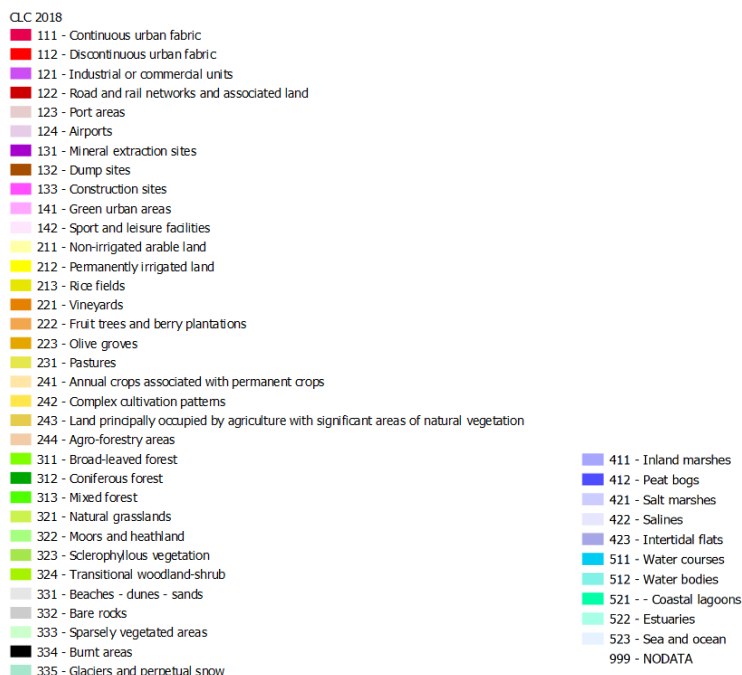 CLC 2018
111 - Continuous urban fabric
112 - Discontinuous urban fabric
121 - Industrial or commercial units
122 - Road and rail networks and associated land
123 - Port areas
124 - Airports
131 - Mineral extraction sites
132 - Dump sites
133 - Construction sites
141 - Green urban areas
142 - Sport and leisure facilities
211 - Non-irrigated arable land
212 - Permanently irrigated land
213 - Rice fields
221 - Vineyards
222 - Fruit trees and berry plantations
223 - Olive groves
231 - Pastures
241 - Annual crops associated with permanent crops
242 - Complex cultivation patterns
243 - Land principally occupied by agriculture with significant areas of natural vegetation
244 - Agro-forestry areas
311 - Broad-leaved forest
312 - Coniferous forest
313 - Mixed forest
321 - Natural grasslands
322 - Moors and heathland
323 - Sclerophyllous vegetation
324 - Transitional woodland-shrub
331 - Beaches - dunes - sands
332 - Bare rocks
333 - Sparsely vegetated areas
334 - Burnt areas
335 - Glaciers and perpetual snow
411 - Inland marshes
412 - Peat bogs
421 - Salt marshes
422 - Salines
423 - Intertidal flats
511 - Water courses
512 - Water bodies
521 - - Coastal lagoons
522 - Estuaries
523 - Sea and ocean
999 - NODATA